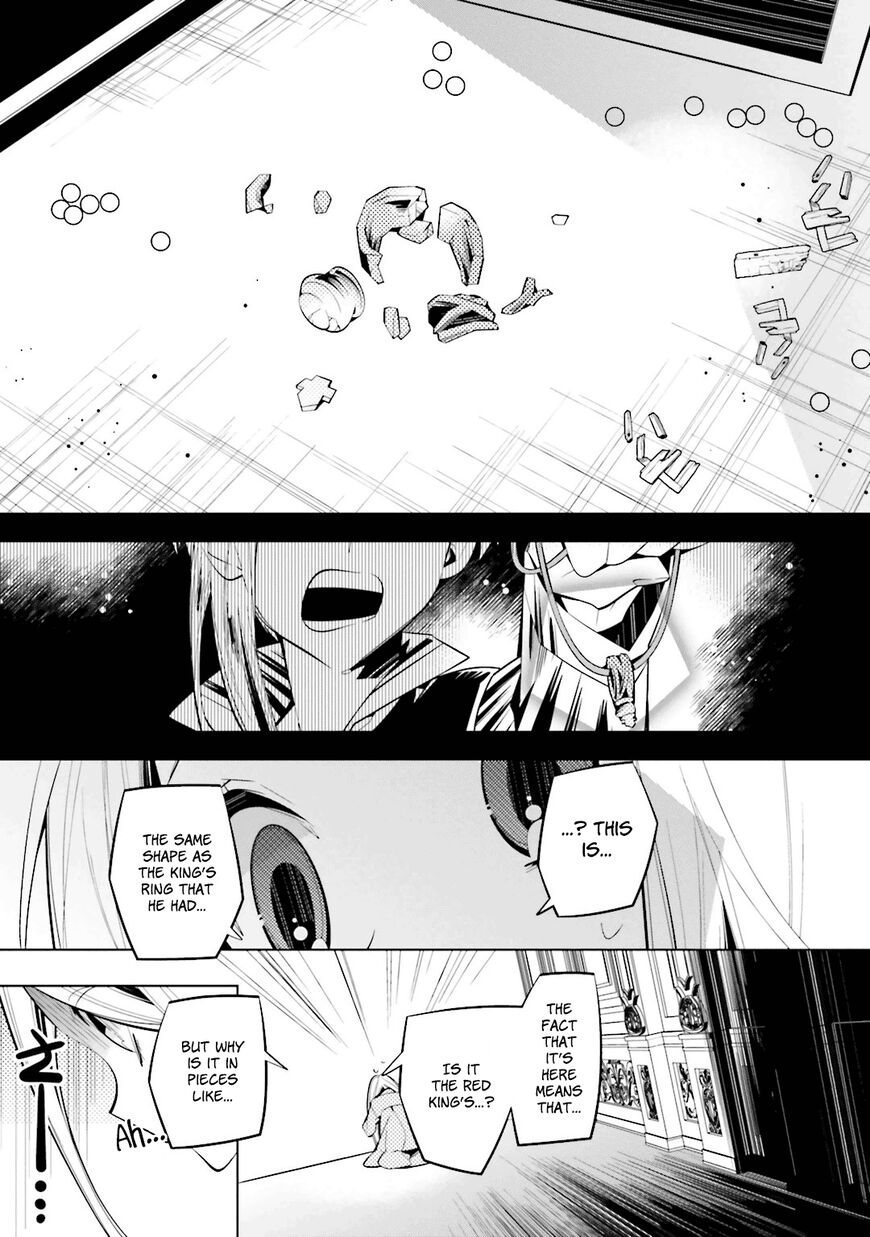 ...? THIS
IS...
THE SAME
SHAPE AS
THE KING'S
RING THAT
HE HAD...
THE
FACT
THAT
IT'S
HERE
MEANS
THAT...
IS IT
THE RED
KING'S...?
BUT WHY
IS IT IN
PIECES
LIKE...
Ah...